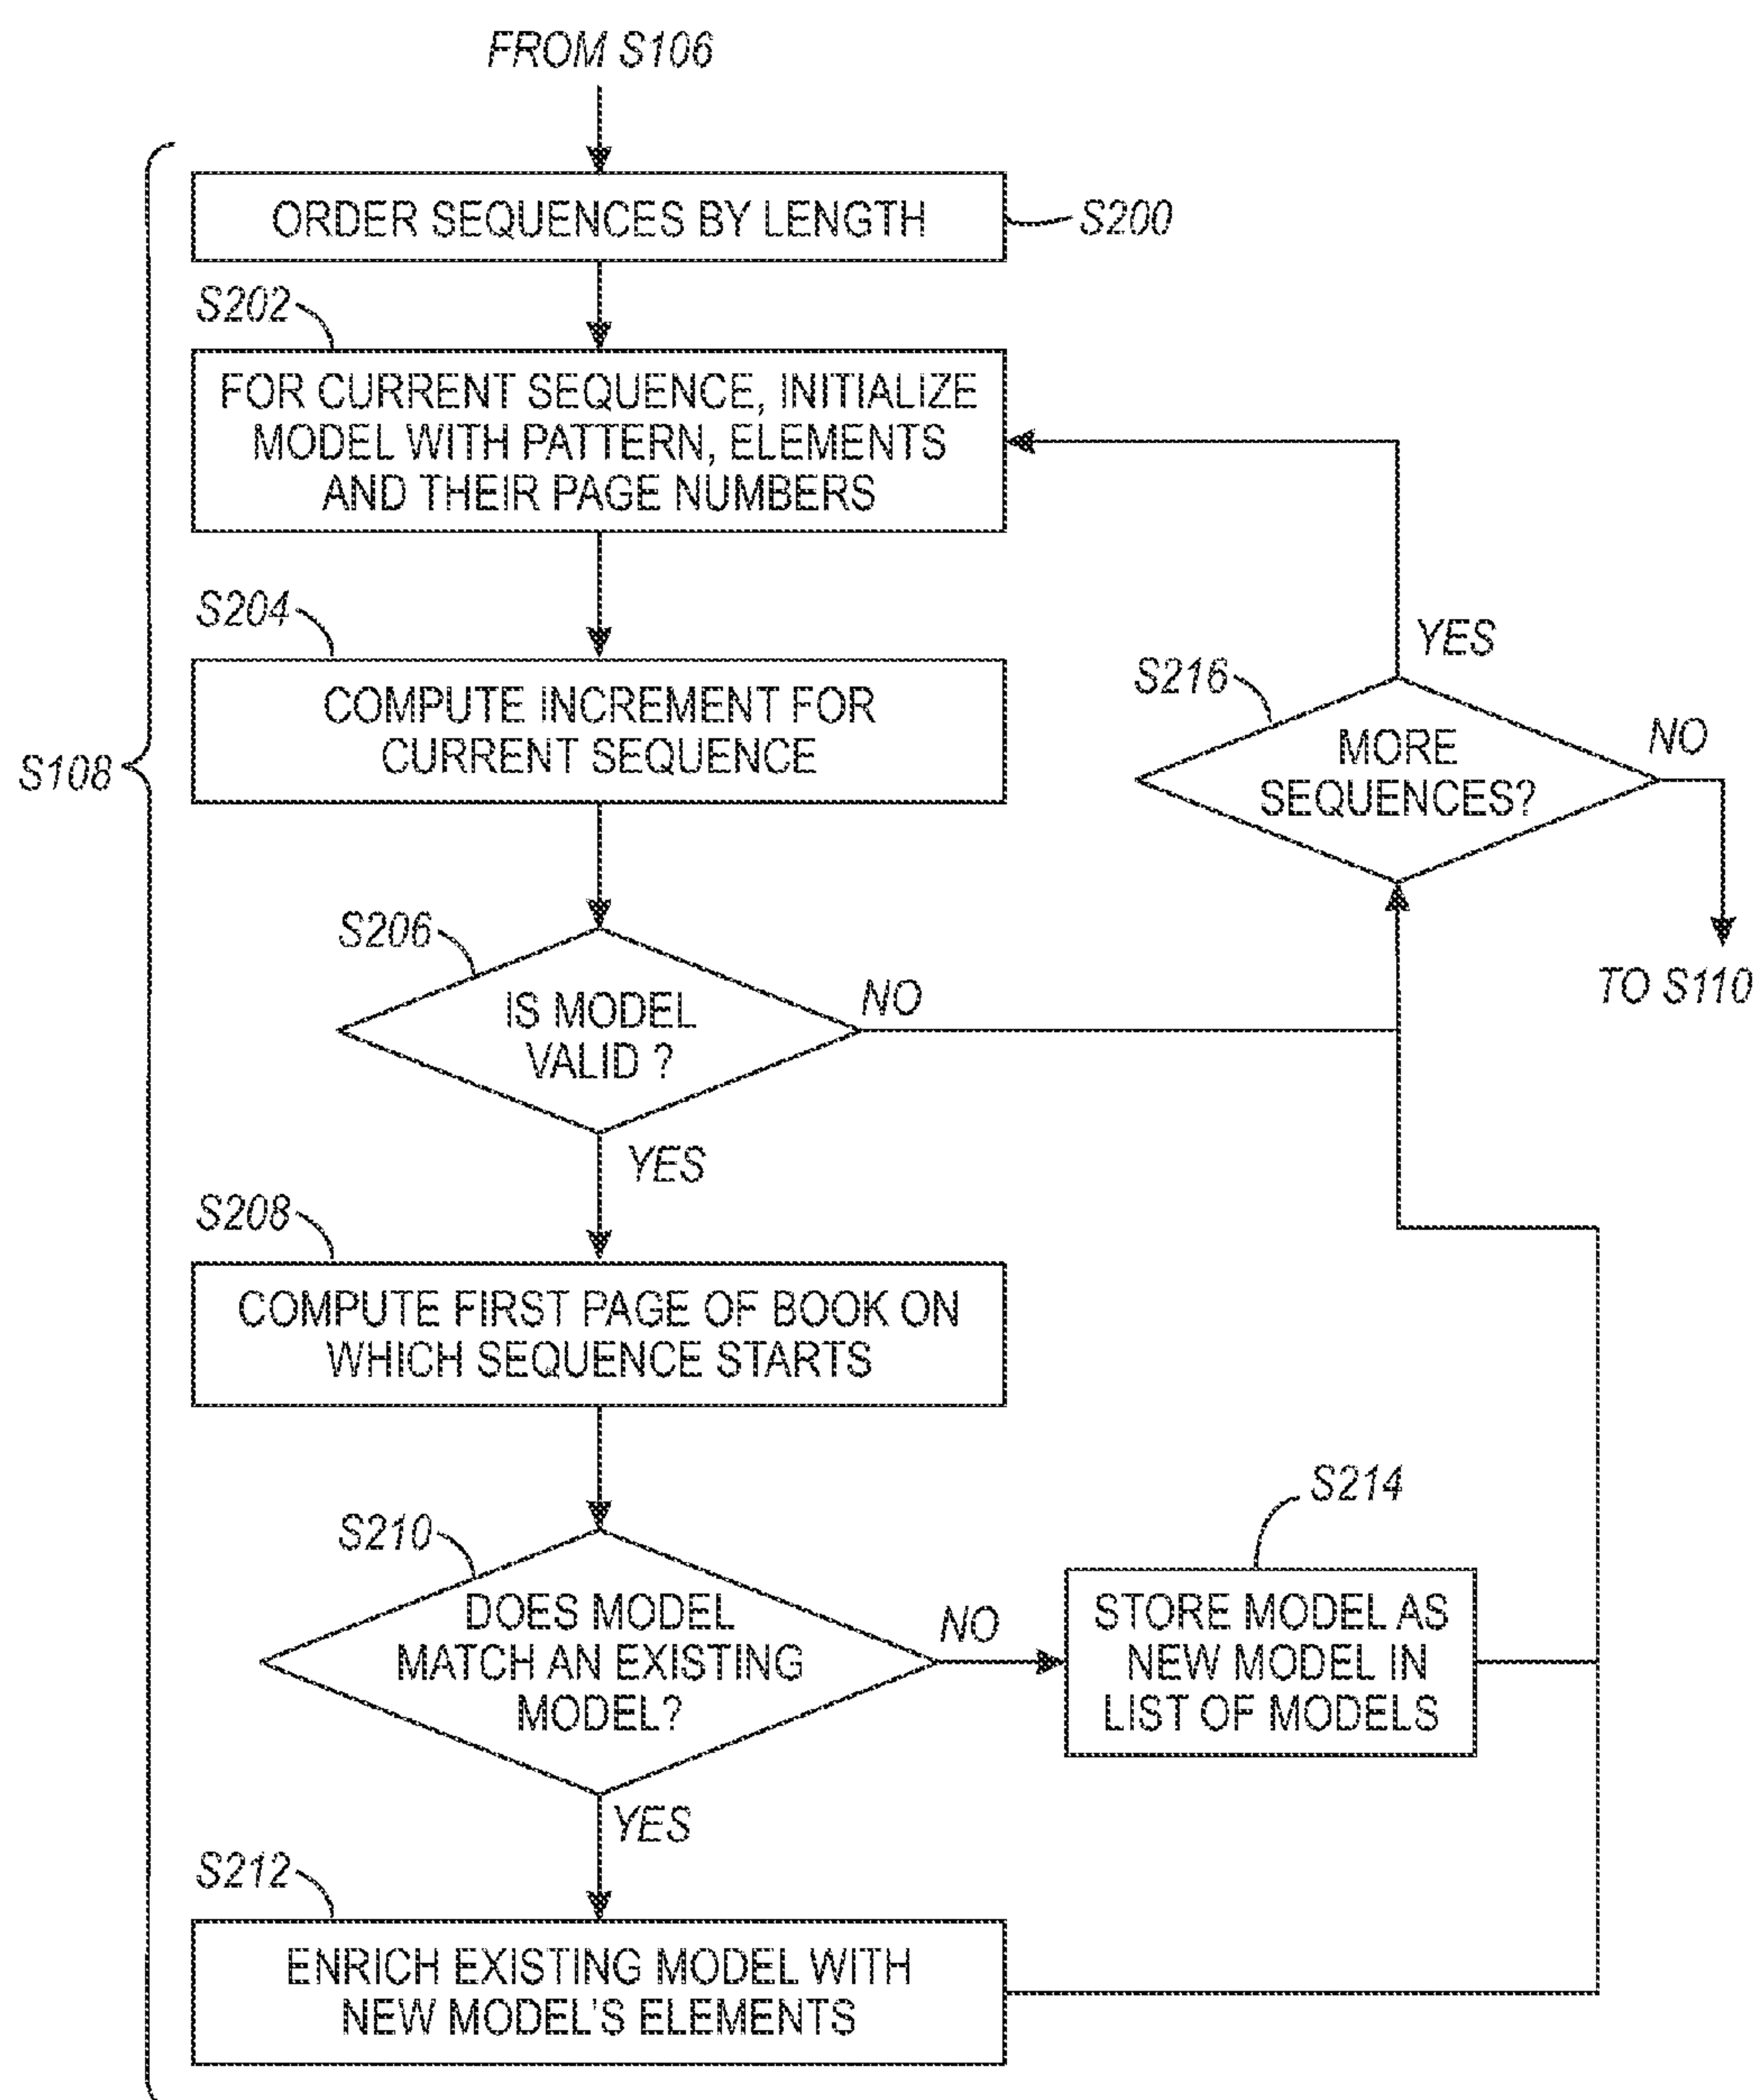 FROM S106
ORDER SEQUENCES BY LENGTH
S200
S202
FOR CURRENT SEQUENCE, INITIALIZE
MODEL WITH PATTERN, ELEMENTS
AND THEIR PAGE NUMBERS
S204
COMPUTE INCREMENT FOR
CURRENT SEQUENCE
S108
YES
S216
MORE
SEQUENCES?
NO
TO S110
S206
IS MODEL
VALID ?
NO
YES
S208
COMPUTE FIRST PAGE OF BOOK ON
WHICH SEQUENCE STARTS
S210
DOES MODEL
MATCH AN EXISTING
MODEL?
NO
S214
STORE MODEL AS
NEW MODEL IN
LIST OF MODELS
YES
S212
ENRICH EXISTING MODEL WITH
NEW MODEL'S ELEMENTS